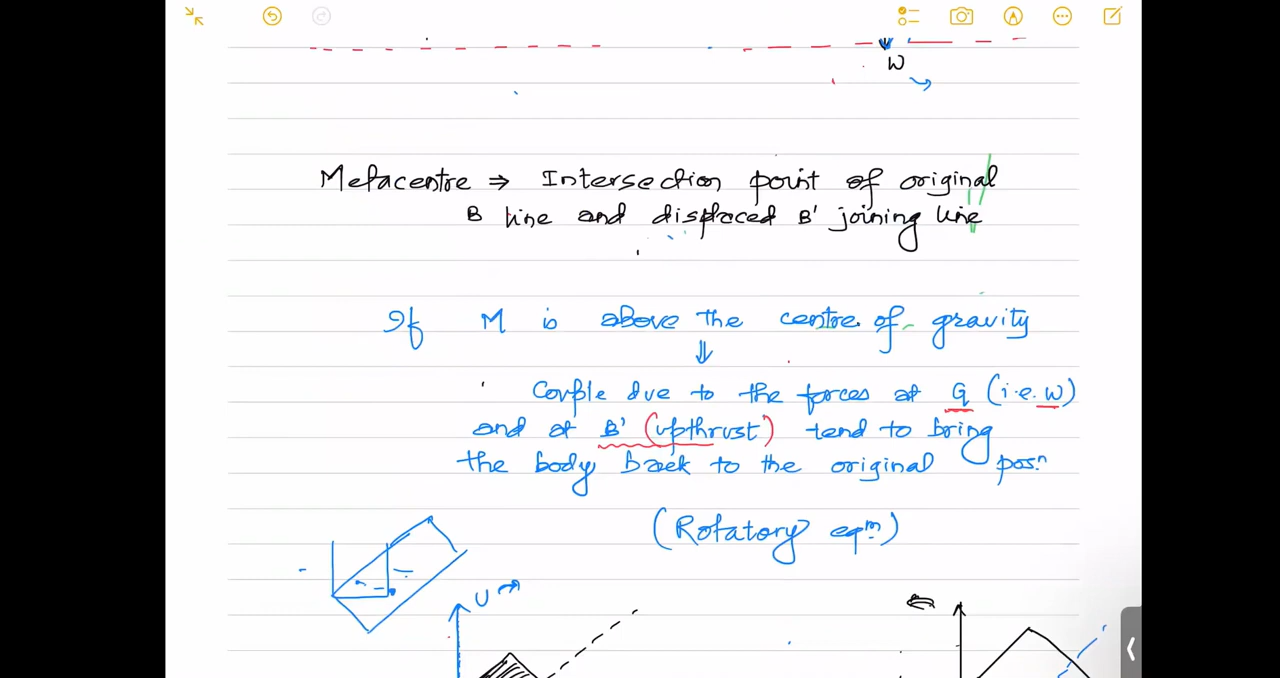 W
Metacentre ⇒ Intersection point of original
B line and displaced B' joining line
If M is above the centre of gravity
⇓
Couple due to the forces at G (i.e. W)
and at B' (upthrust) tend to bring
the body back to the original posⁿ
(Rotatory eqᵐ)
U